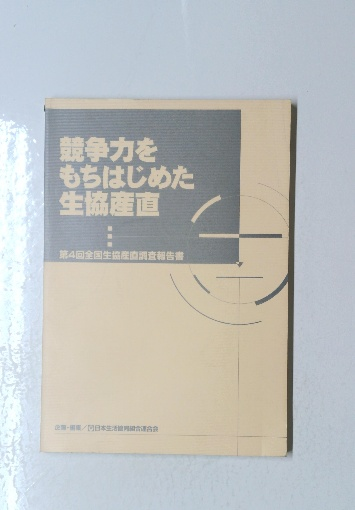 競争力を
もちはじめた
生協産直
第4回全国生協産直調査報告書
企画・編集／日本生活協同組合連合会